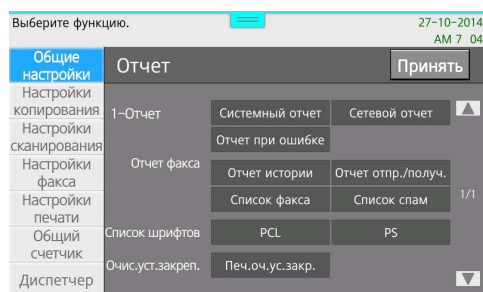 Выберите функцию.
27-10-2014
AM 7 04
Общие
настройки
Настройки
копирования
Настройки
сканирования
Настройки
факса
Настройки
печати
Общий
счетчик
Диспетчер
Отчет
Принять
1-Отчет
Системный отчет
Сетевой отчет
Отчет при ошибке
Отчет факса
Отчет истории
Отчет отпр./получ.
Список факса
Список спам
1/1
Список шрифтов
PCL
PS
Очис.уст.закреп.
Печ.оч.ус.закр.